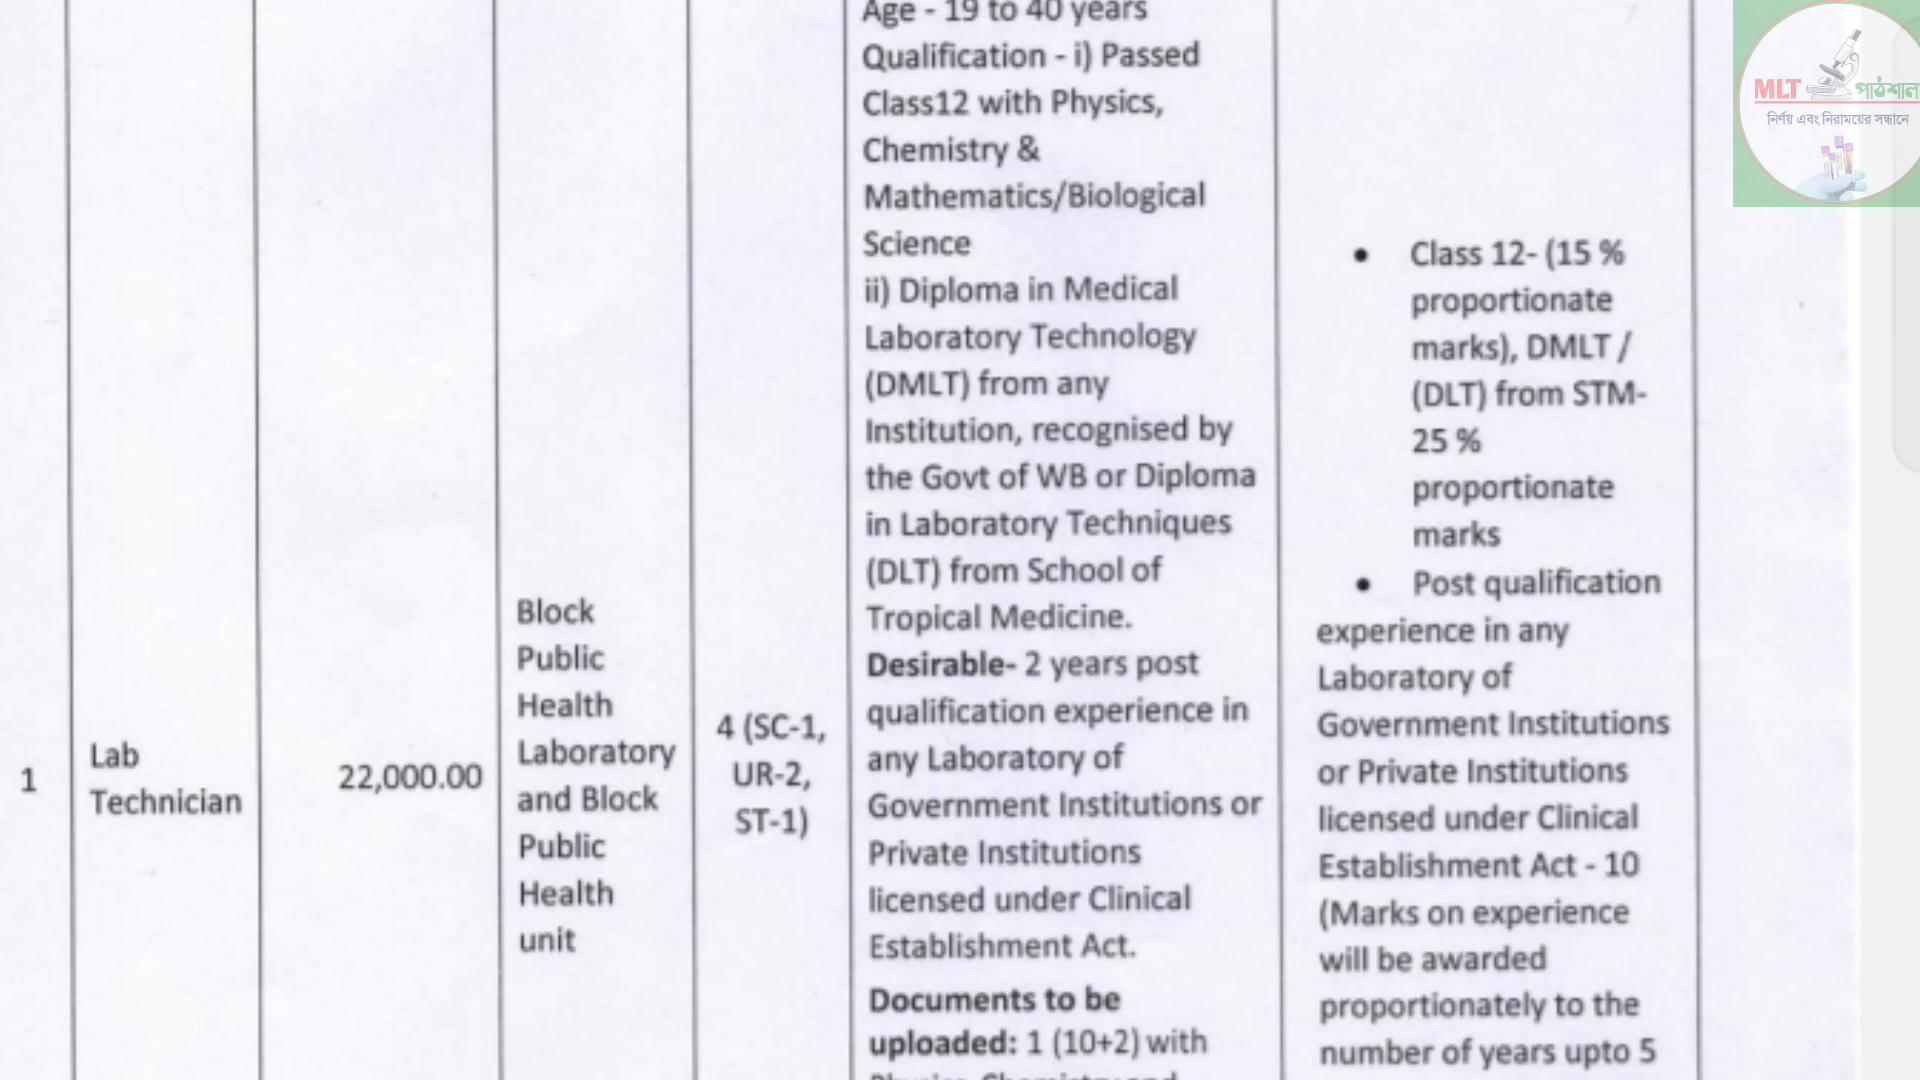 1
Lab
Technician
22,000.00
Block
Public
Health
Laboratory
and Block
Public
Health
unit
4 (SC-1,
UR-2,
ST-1)
Age - 19 to 40 years
Qualification - i) Passed
Class12 with Physics,
Chemistry &
Mathematics/Biological
Science
ii) Diploma in Medical
Laboratory Technology
(DMLT) from any
Institution, recognised by
the Govt of WB or Diploma
in Laboratory Techniques
(DLT) from School of
Tropical Medicine.
Desirable- 2 years post
qualification experience in
any Laboratory of
Government Institutions or
Private Institutions
licensed under Clinical
Establishment Act.
Documents to be
uploaded: 1 (10+2) with
• Class 12- (15 %
proportionate
marks), DMLT /
(DLT) from STM-
25 %
proportionate
marks
• Post qualification
experience in any
Laboratory of
Government Institutions
or Private Institutions
licensed under Clinical
Establishment Act - 10
(Marks on experience
will be awarded
proportionately to the
number of years upto 5
MLT পাঠশালা
নির্ণয় এবং নিরাময়ের সন্ধানে